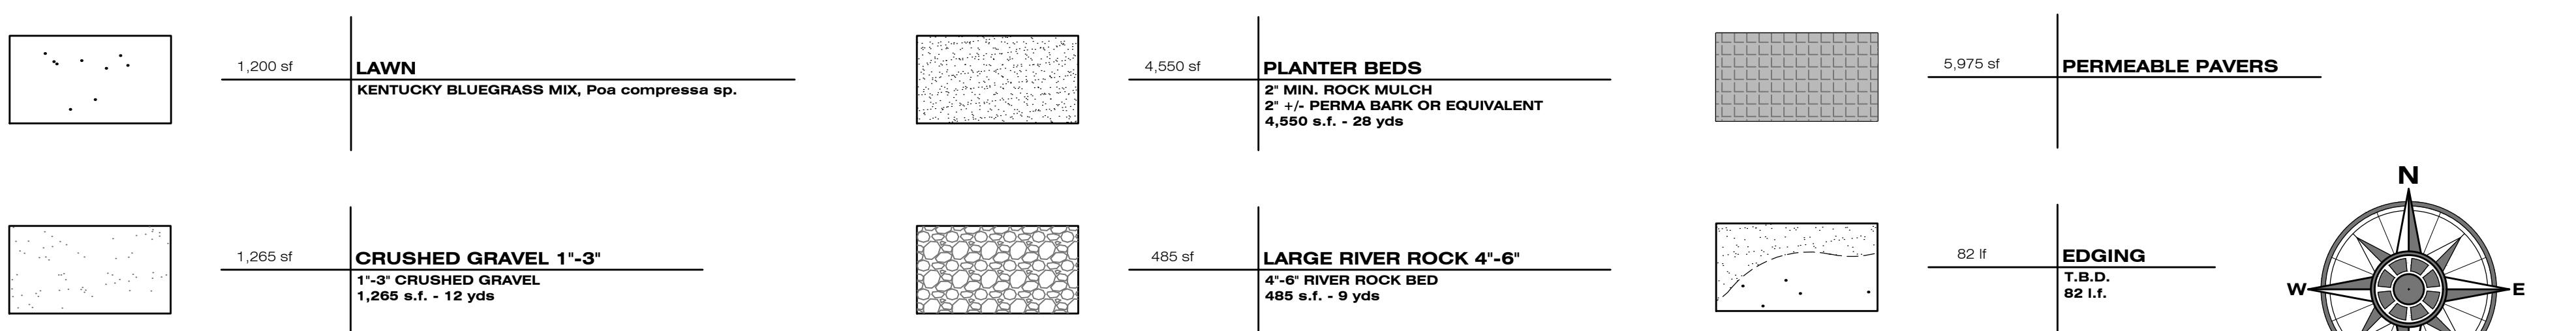 1,200 sf
LAWN
KENTUCKY BLUEGRASS MIX, Poa compressa sp.
4,550 sf
PLANTER BEDS
2" MIN. ROCK MULCH
2" +/- PERMA BARK OR EQUIVALENT
4,550 s.f. - 28 yds
5,975 sf
PERMEABLE PAVERS
1,265 sf
CRUSHED GRAVEL 1"-3"
1"-3" CRUSHED GRAVEL
1,265 s.f. - 12 yds
485 sf
LARGE RIVER ROCK 4"-6"
4"-6" RIVER ROCK BED
485 s.f. - 9 yds
82 lf
EDGING
T.B.D.
82 l.f.
N
W
E